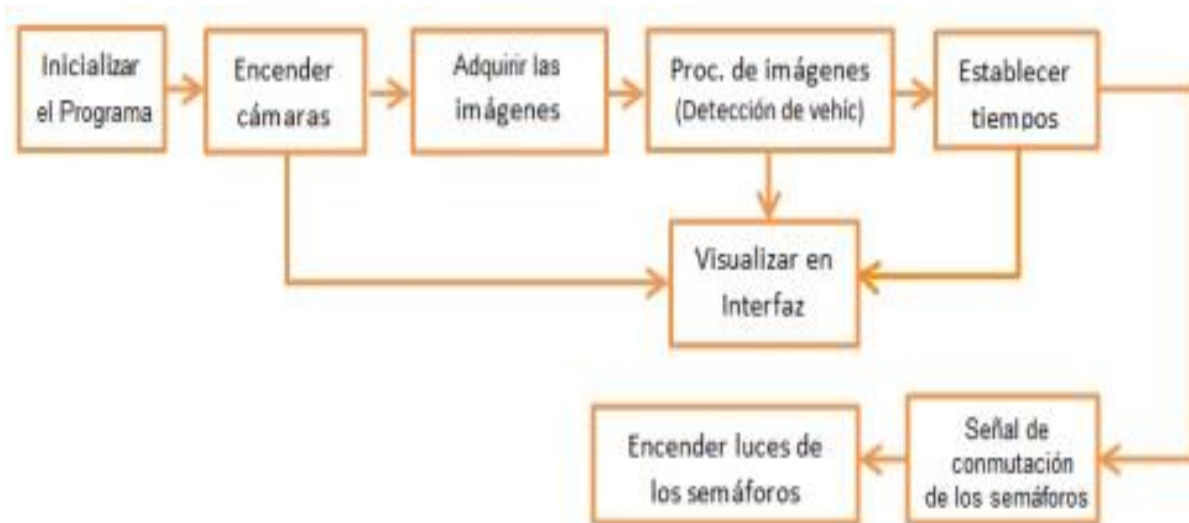 Inicializar
el Programa
Encender
cámaras
Adquirir las
imágenes
Proc. de imágenes
(Detección de vehíc)
Establecer
tiempos
Visualizar en
Interfaz
Encender luces de
los semáforos
Señal de
conmutación
de los semáforos